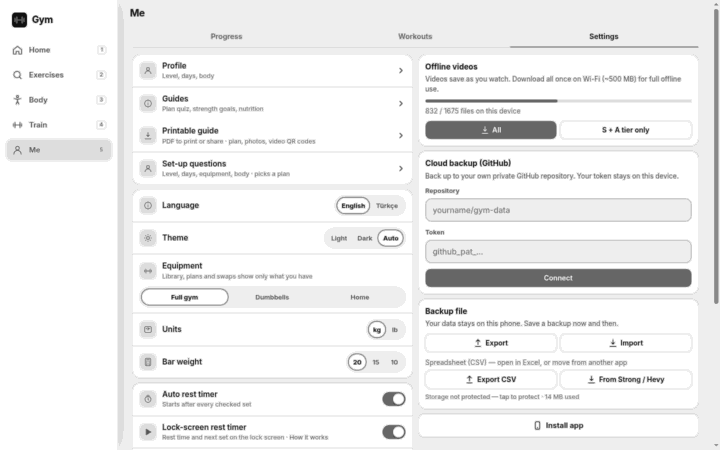 Gym
Home
1
Exercises
2
Body
3
Train
4
Me
5
Me
Progress
Workouts
Settings
Profile
Level, days, body
Guides
Plan quiz, strength goals, nutrition
Printable guide
PDF to print or share · plan, photos, video QR codes
Set-up questions
Level, days, equipment, body · picks a plan
Language
English
Türkçe
Theme
Light
Dark
Auto
Equipment
Library, plans and swaps show only what you have
Full gym
Dumbbells
Home
Units
kg
lb
Bar weight
20
15
10
Auto rest timer
Starts after every checked set
Lock-screen rest timer
Rest time and next set on the lock screen · How it works
Offline videos
Videos save as you watch. Download all once on Wi-Fi (~500 MB) for full offline
use.
832 / 1675 files on this device
All
S + A tier only
Cloud backup (GitHub)
Back up to your own private GitHub repository. Your token stays on this device.
Repository
yourname/gym-data
Token
github_pat_...
Connect
Backup file
Your data stays on this phone. Save a backup now and then.
Export
Import
Spreadsheet (CSV) — open in Excel, or move from another app
Export CSV
From Strong / Hevy
Storage not protected — tap to protect · 14 MB used
Install app